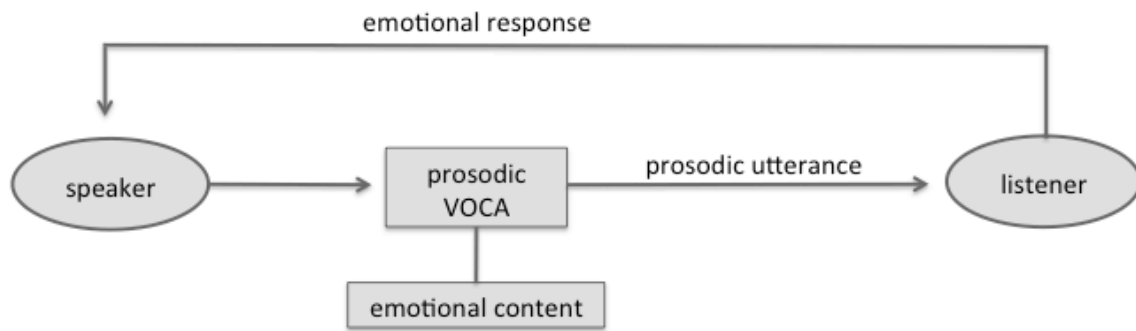 emotional response
speaker
prosodic
VOCA
prosodic utterance
listener
emotional content